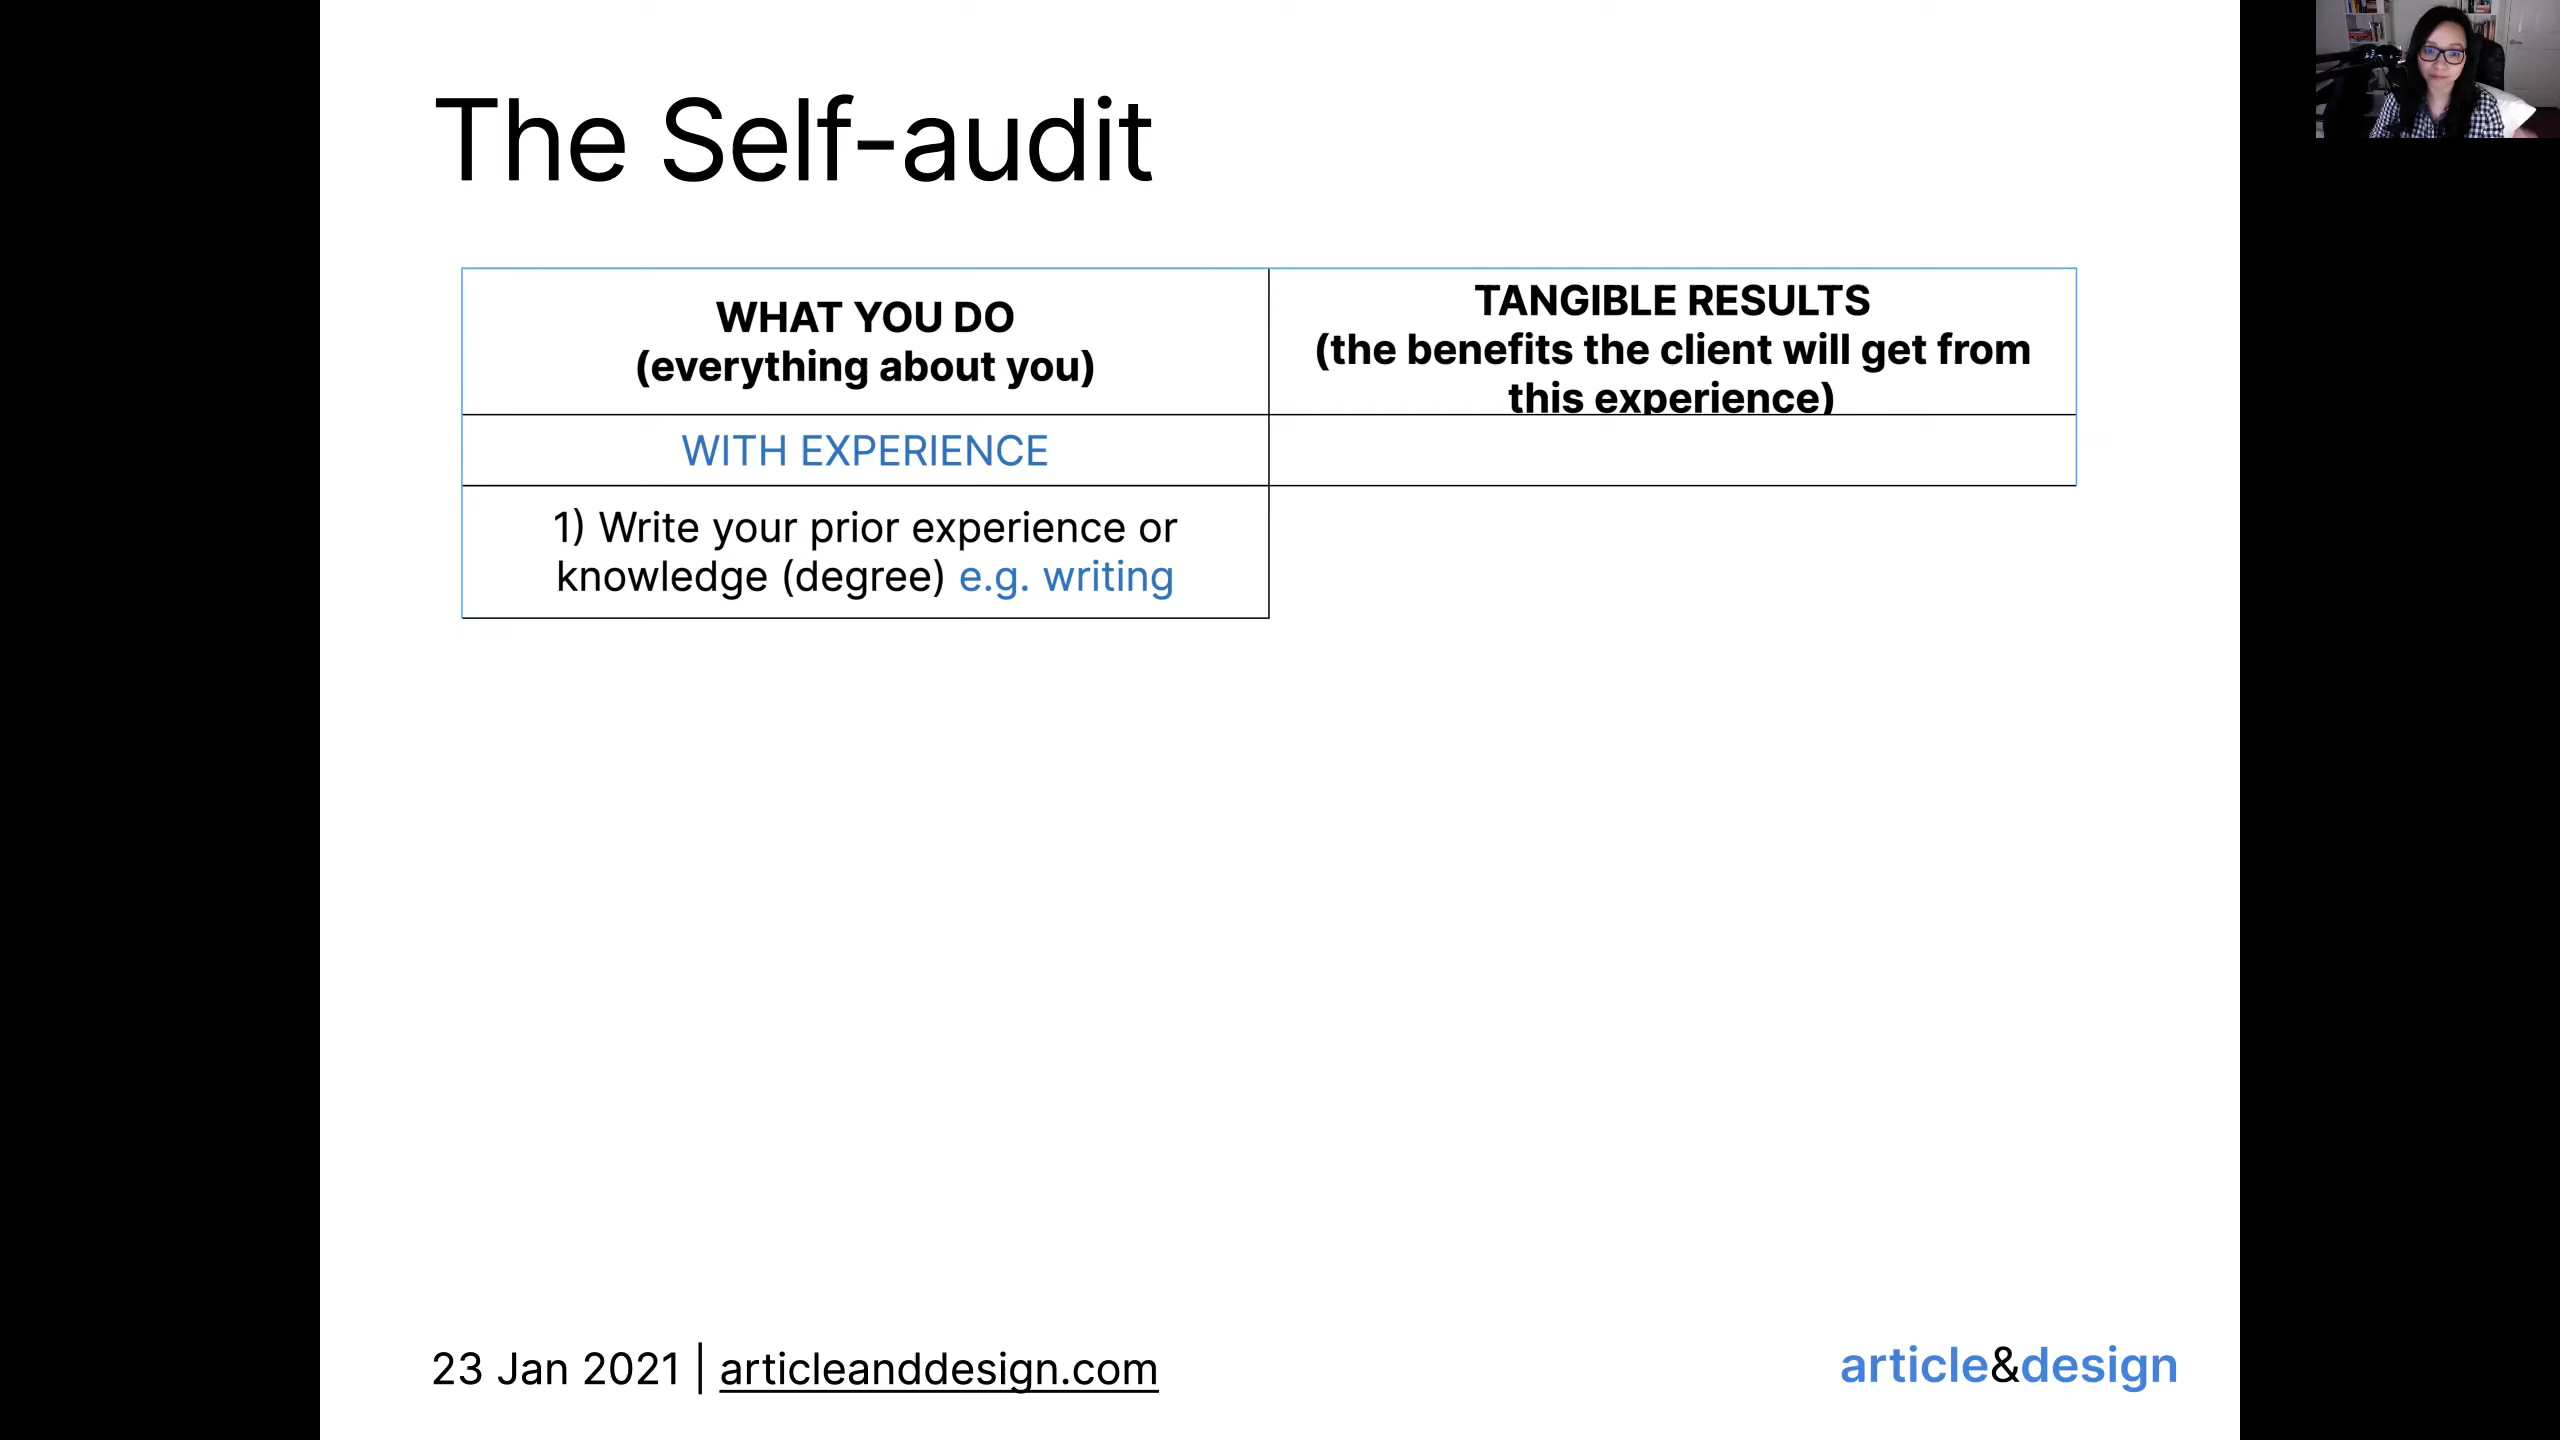 The Self-audit
WHAT YOU DO
(everything about you)
TANGIBLE RESULTS
(the benefits the client will get from
this experience)
WITH EXPERIENCE
1) Write your prior experience or
knowledge (degree) e.g. writing
23 Jan 2021 | articleanddesign.com
article&design